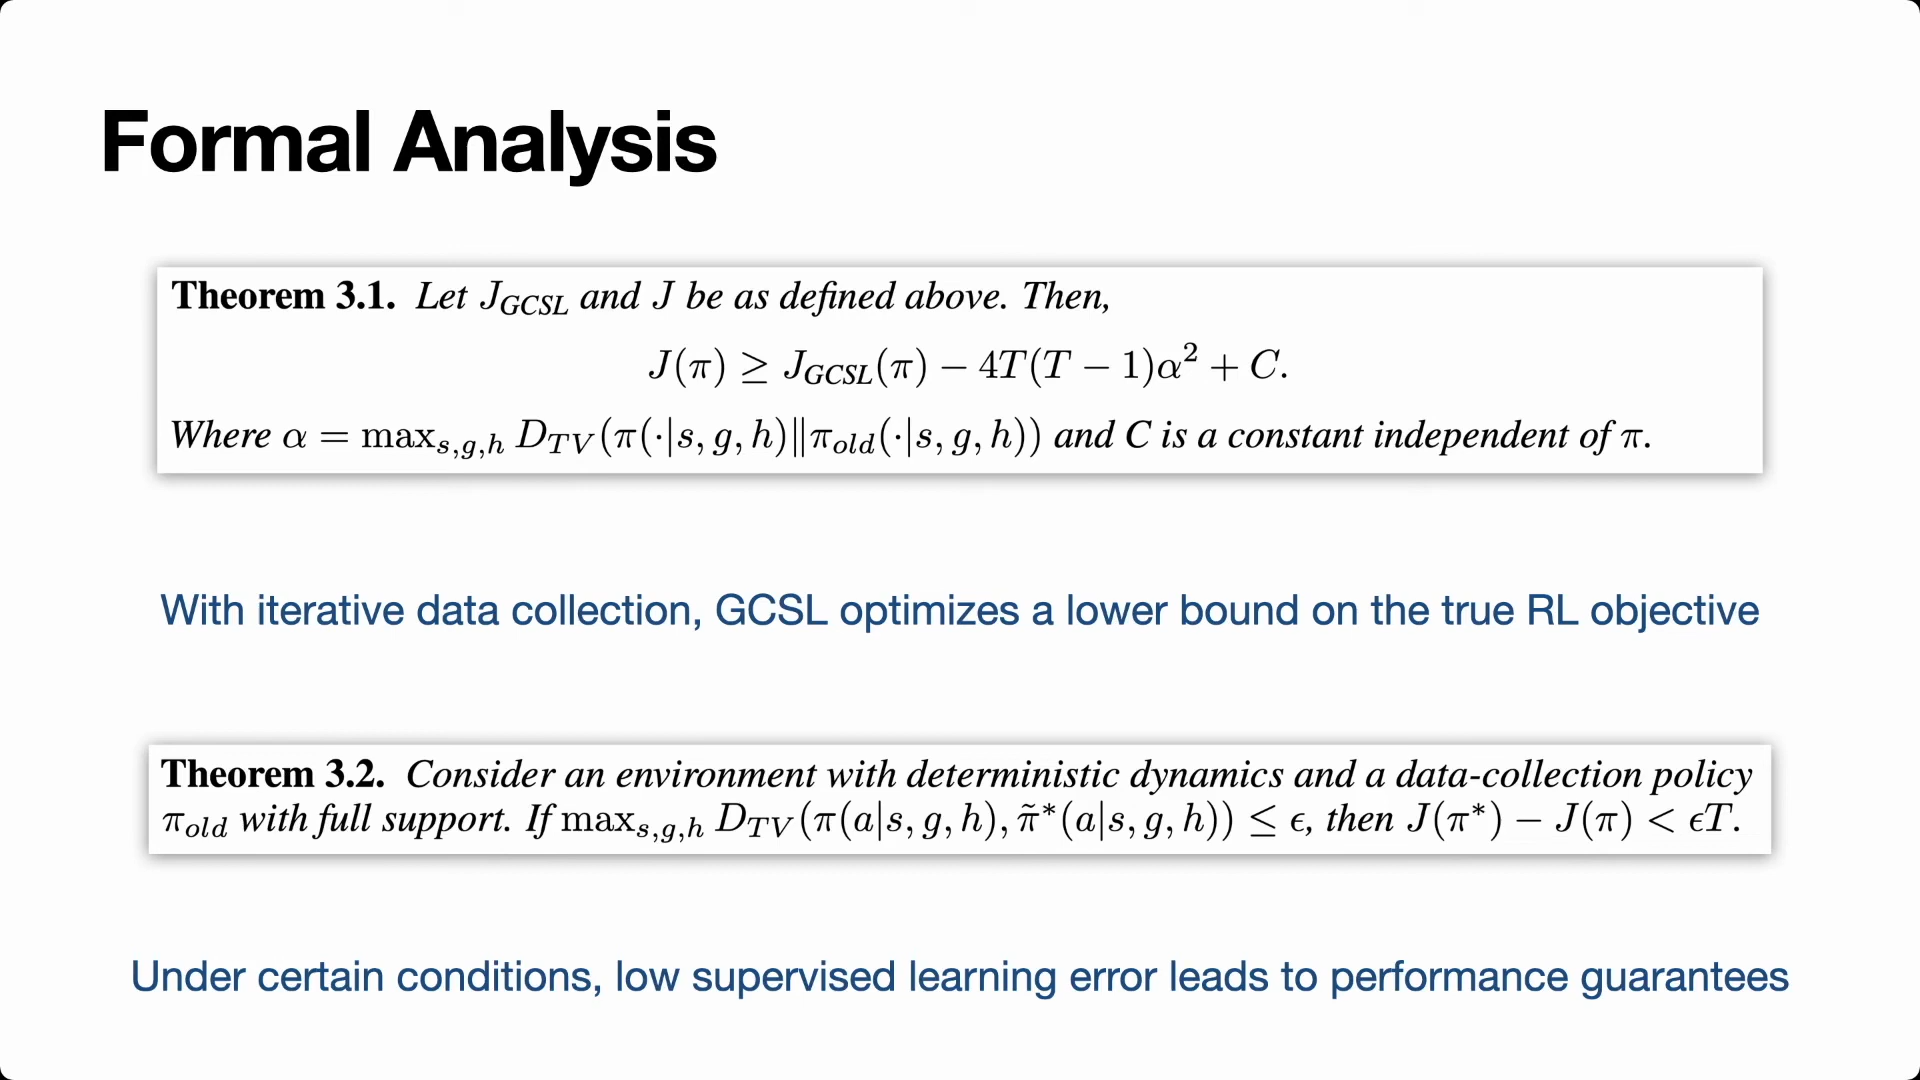 Formal Analysis
Theorem 3.1. Let J_GCSL and J be as defined above. Then,
J(π) ≥ J_GCSL(π) − 4T(T − 1)α² + C.
Where α = max_{s,g,h} D_TV(π(·|s, g, h)∥π_old(·|s, g, h)) and C is a constant independent of π.
With iterative data collection, GCSL optimizes a lower bound on the true RL objective
Theorem 3.2. Consider an environment with deterministic dynamics and a data-collection policy
π_old with full support. If max_{s,g,h} D_TV(π(a|s, g, h), π̃*(a|s, g, h)) ≤ ϵ, then J(π*) − J(π) < ϵT.
Under certain conditions, low supervised learning error leads to performance guarantees